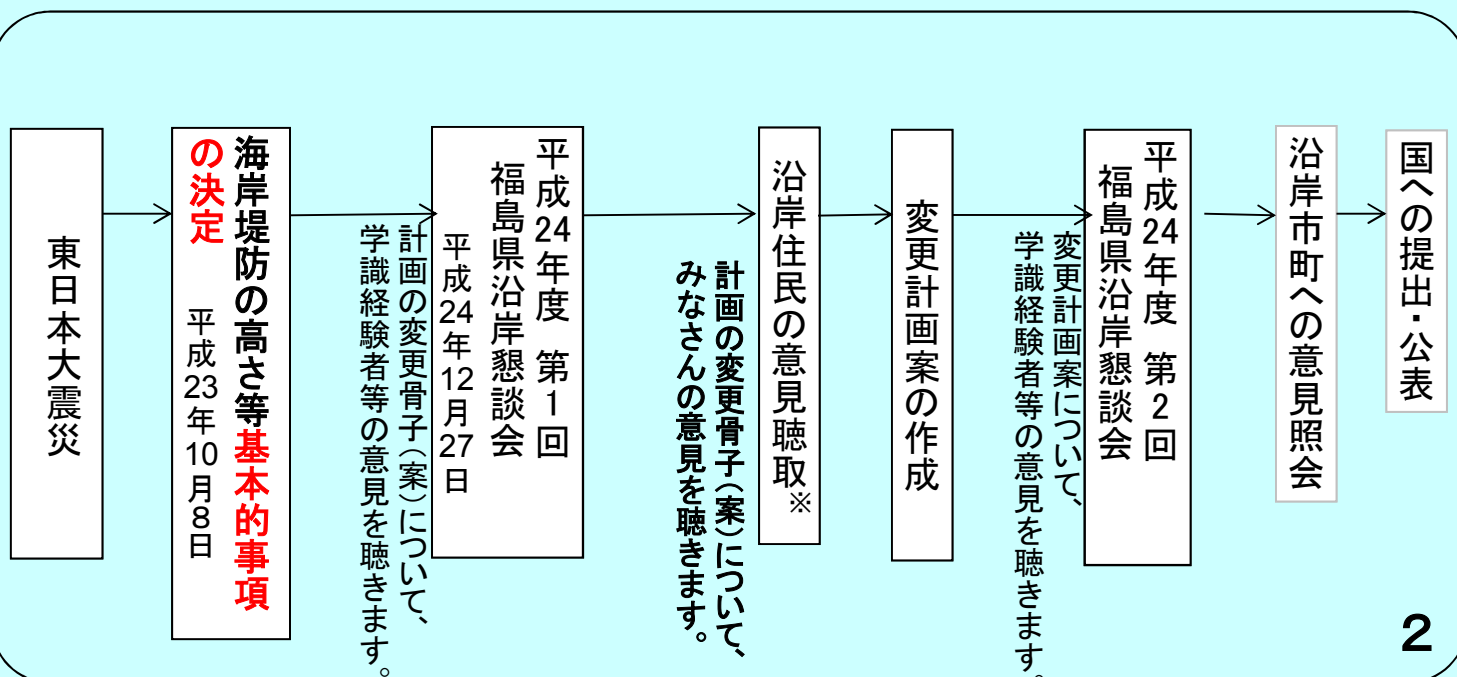 東日本大震災
海岸堤防の高さ等基本的事項
の決定　平成23年10月8日
計画の変更骨子（案）について、
学識経験者等の意見を聴きます。
平成24年度 第1回
福島県沿岸懇談会
平成24年12月27日
計画の変更骨子（案）について、
みなさんの意見を聴きます。
沿岸住民の意見聴取※
変更計画案の作成
変更計画案について、
学識経験者等の意見を聴きます。
平成24年度 第2回
福島県沿岸懇談会
沿岸市町への意見照会
国への提出・公表
2